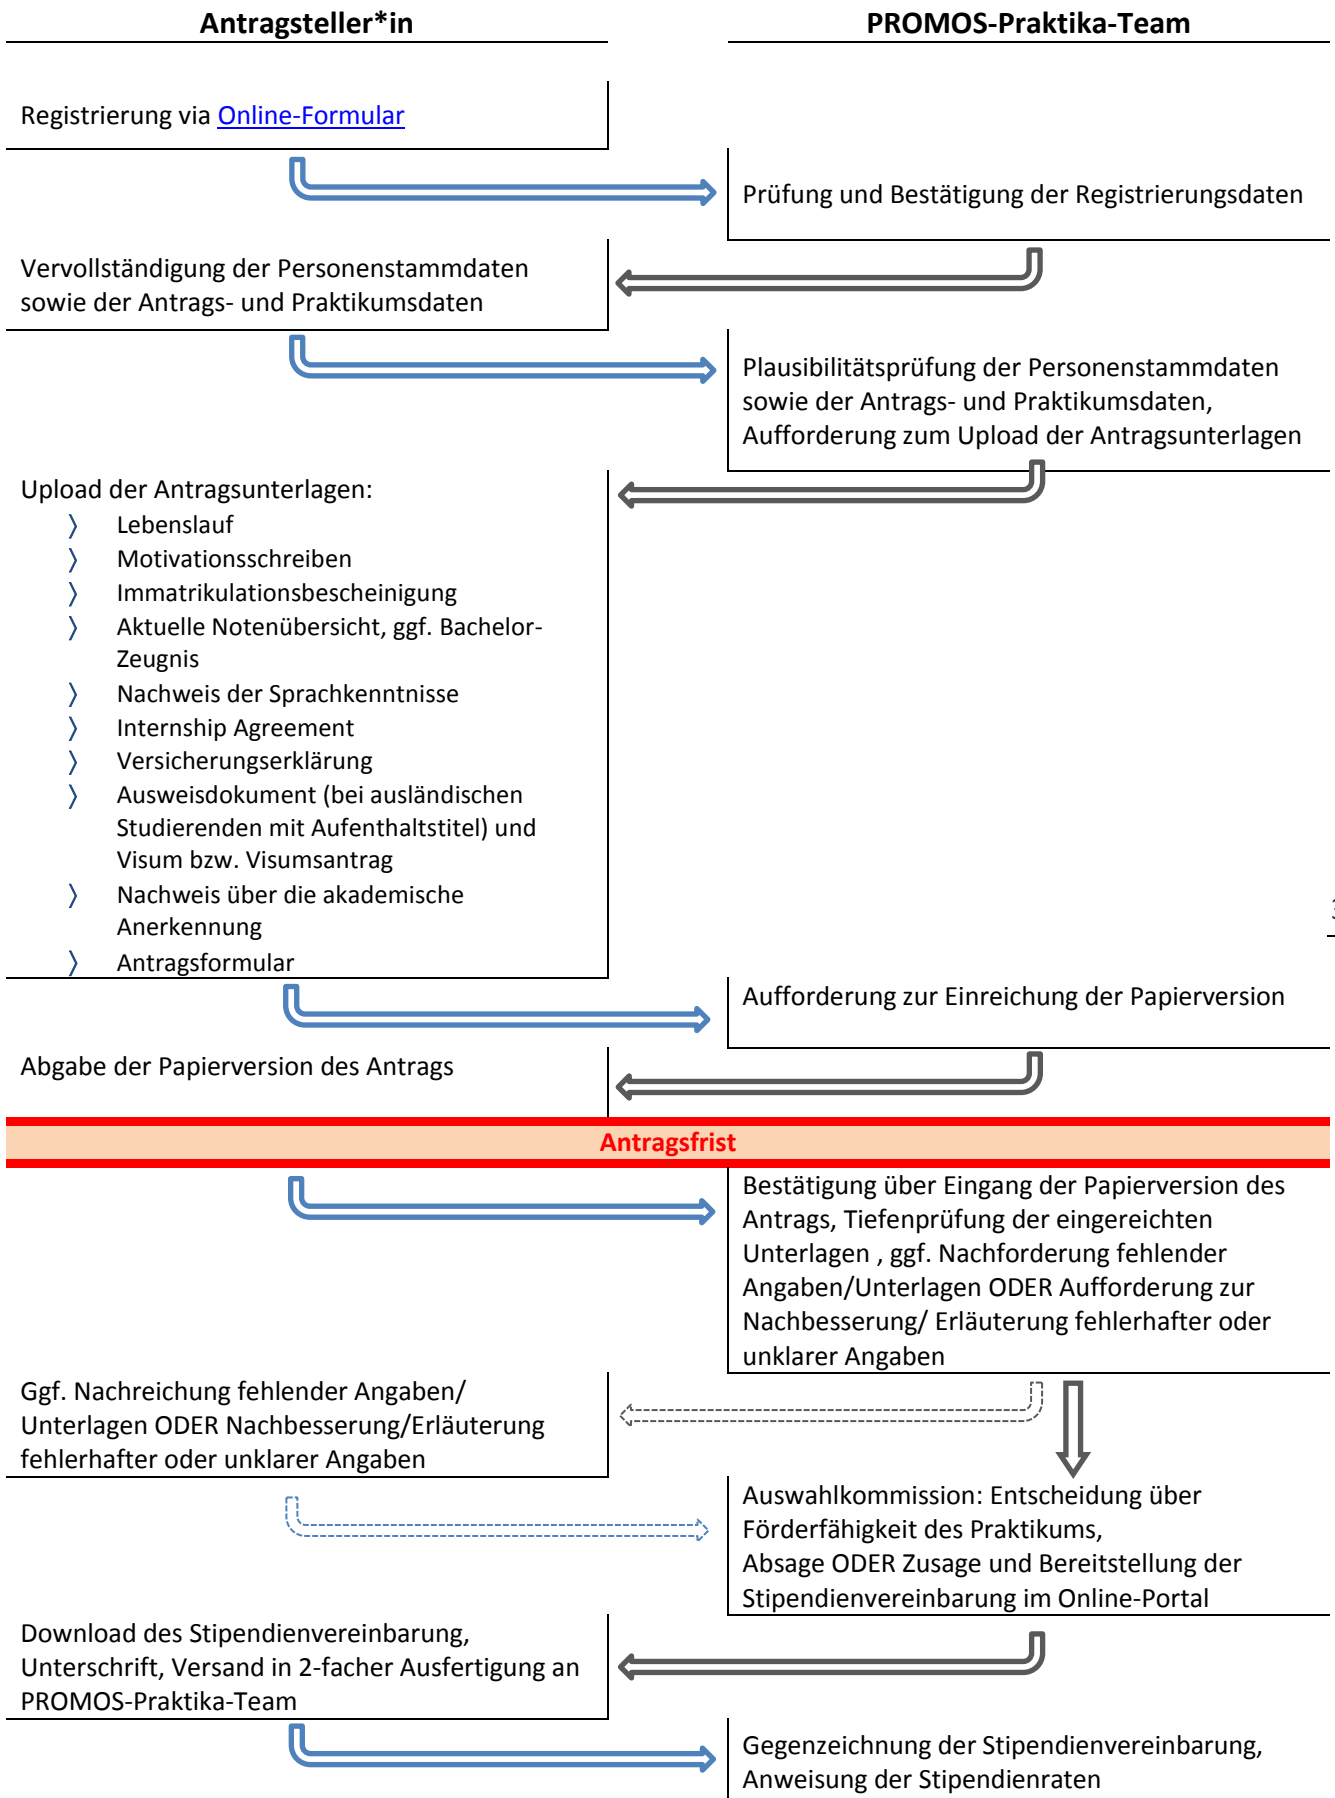 Antragsteller*in
PROMOS-Praktika-Team
Registrierung via Online-Formular
Prüfung und Bestätigung der Registrierungsdaten
Vervollständigung der Personenstammdaten
sowie der Antrags- und Praktikumsdaten
Plausibilitätsprüfung der Personenstammdaten
sowie der Antrags- und Praktikumsdaten,
Aufforderung zum Upload der Antragsunterlagen
Upload der Antragsunterlagen:
〉 Lebenslauf
〉 Motivationsschreiben
〉 Immatrikulationsbescheinigung
〉 Aktuelle Notenübersicht, ggf. Bachelor-
Zeugnis
〉 Nachweis der Sprachkenntnisse
〉 Internship Agreement
〉 Versicherungserklärung
〉 Ausweisdokument (bei ausländischen
Studierenden mit Aufenthaltstitel) und
Visum bzw. Visumsantrag
〉 Nachweis über die akademische
Anerkennung
〉 Antragsformular
Aufforderung zur Einreichung der Papierversion
Abgabe der Papierversion des Antrags
Antragsfrist
Bestätigung über Eingang der Papierversion des
Antrags, Tiefenprüfung der eingereichten
Unterlagen , ggf. Nachforderung fehlender
Angaben/Unterlagen ODER Aufforderung zur
Nachbesserung/ Erläuterung fehlerhafter oder
unklarer Angaben
Ggf. Nachreichung fehlender Angaben/
Unterlagen ODER Nachbesserung/Erläuterung
fehlerhafter oder unklarer Angaben
Auswahlkommission: Entscheidung über
Förderfähigkeit des Praktikums,
Absage ODER Zusage und Bereitstellung der
Stipendienvereinbarung im Online-Portal
Download des Stipendienvereinbarung,
Unterschrift, Versand in 2-facher Ausfertigung an
PROMOS-Praktika-Team
Gegenzeichnung der Stipendienvereinbarung,
Anweisung der Stipendienraten